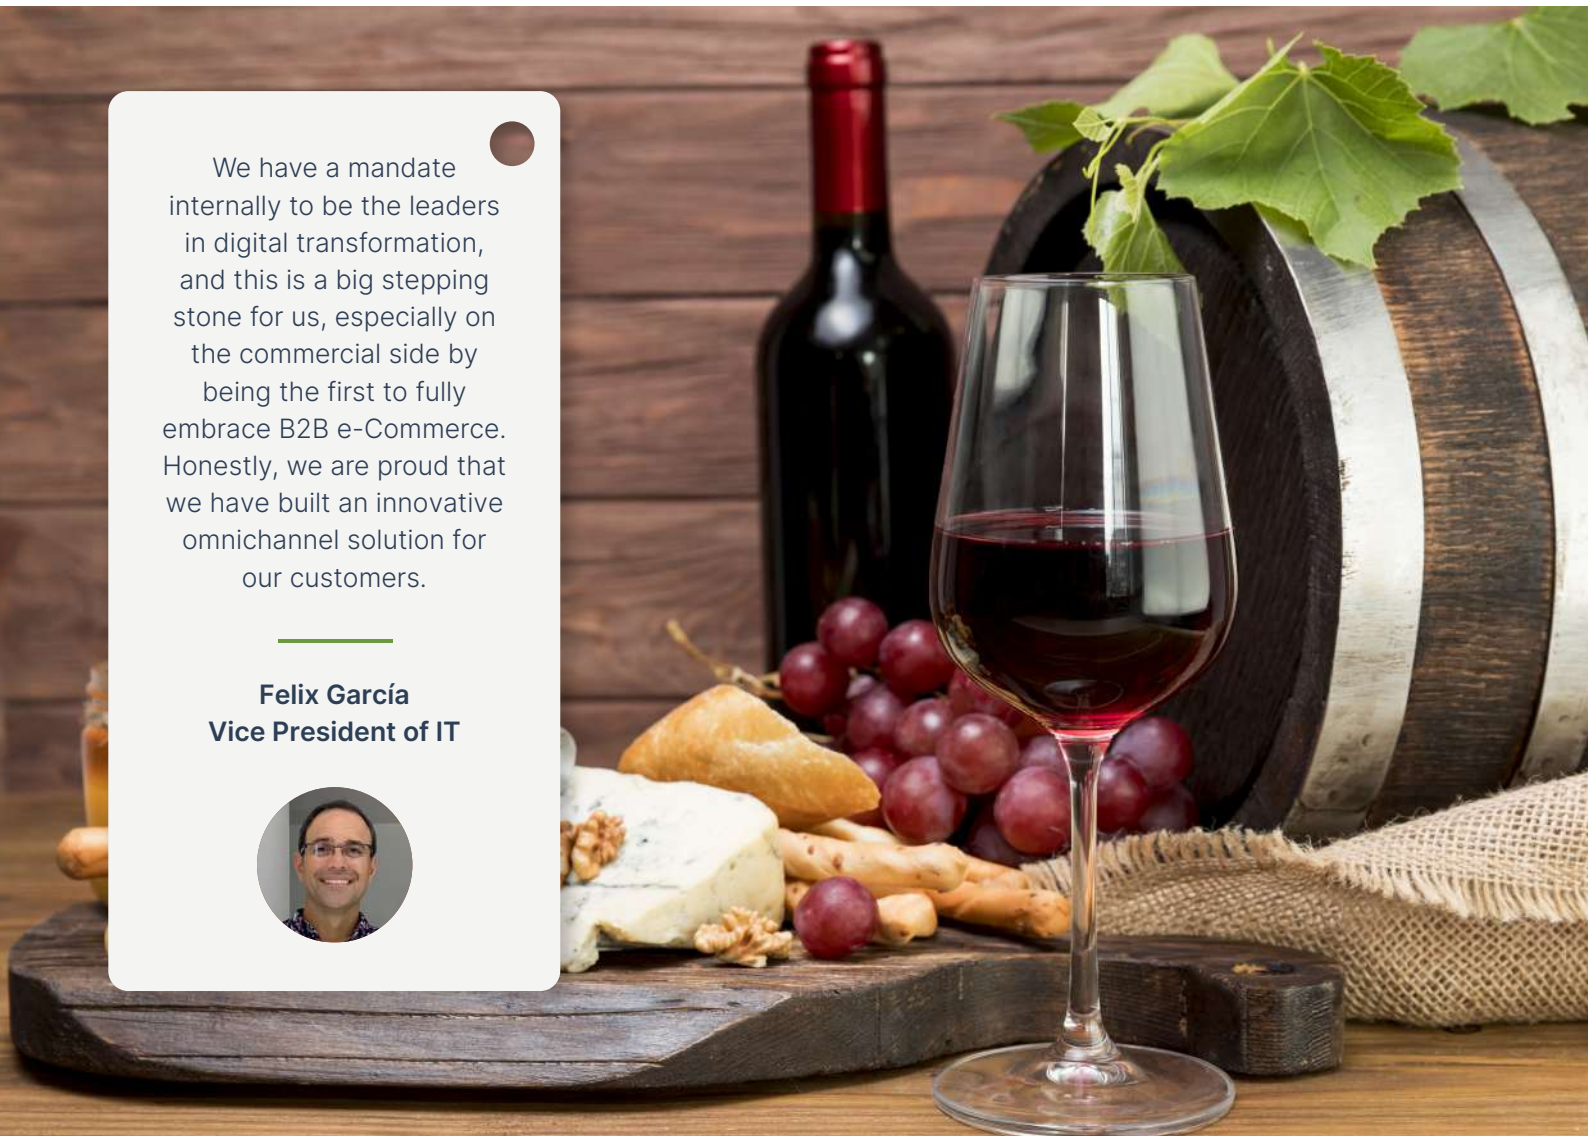 We have a mandate
internally to be the leaders
in digital transformation,
and this is a big stepping
stone for us, especially on
the commercial side by
being the first to fully
embrace B2B e-Commerce.
Honestly, we are proud that
we have built an innovative
omnichannel solution for
our customers.
Felix García
Vice President of IT